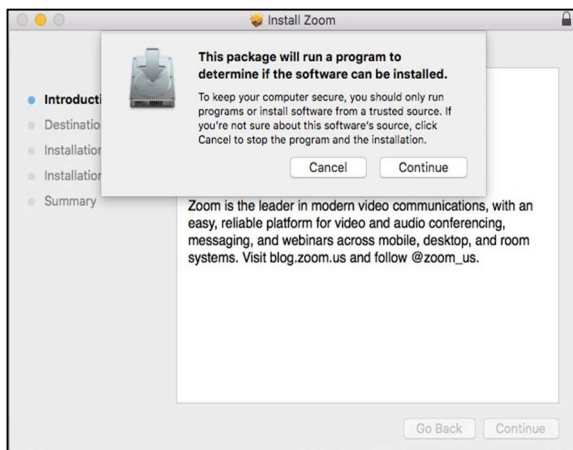 Install Zoom
This package will run a program to
determine if the software can be installed.
To keep your computer secure, you should only run
programs or install software from a trusted source. If
you're not sure about this software's source, click
Cancel to stop the program and the installation.
Cancel Continue
Introducti
Destinatio
Installation
Installation
Summary
Zoom is the leader in modern video communications, with an
easy, reliable platform for video and audio conferencing,
messaging, and webinars across mobile, desktop, and room
systems. Visit blog.zoom.us and follow @zoom_us.
Go Back Continue